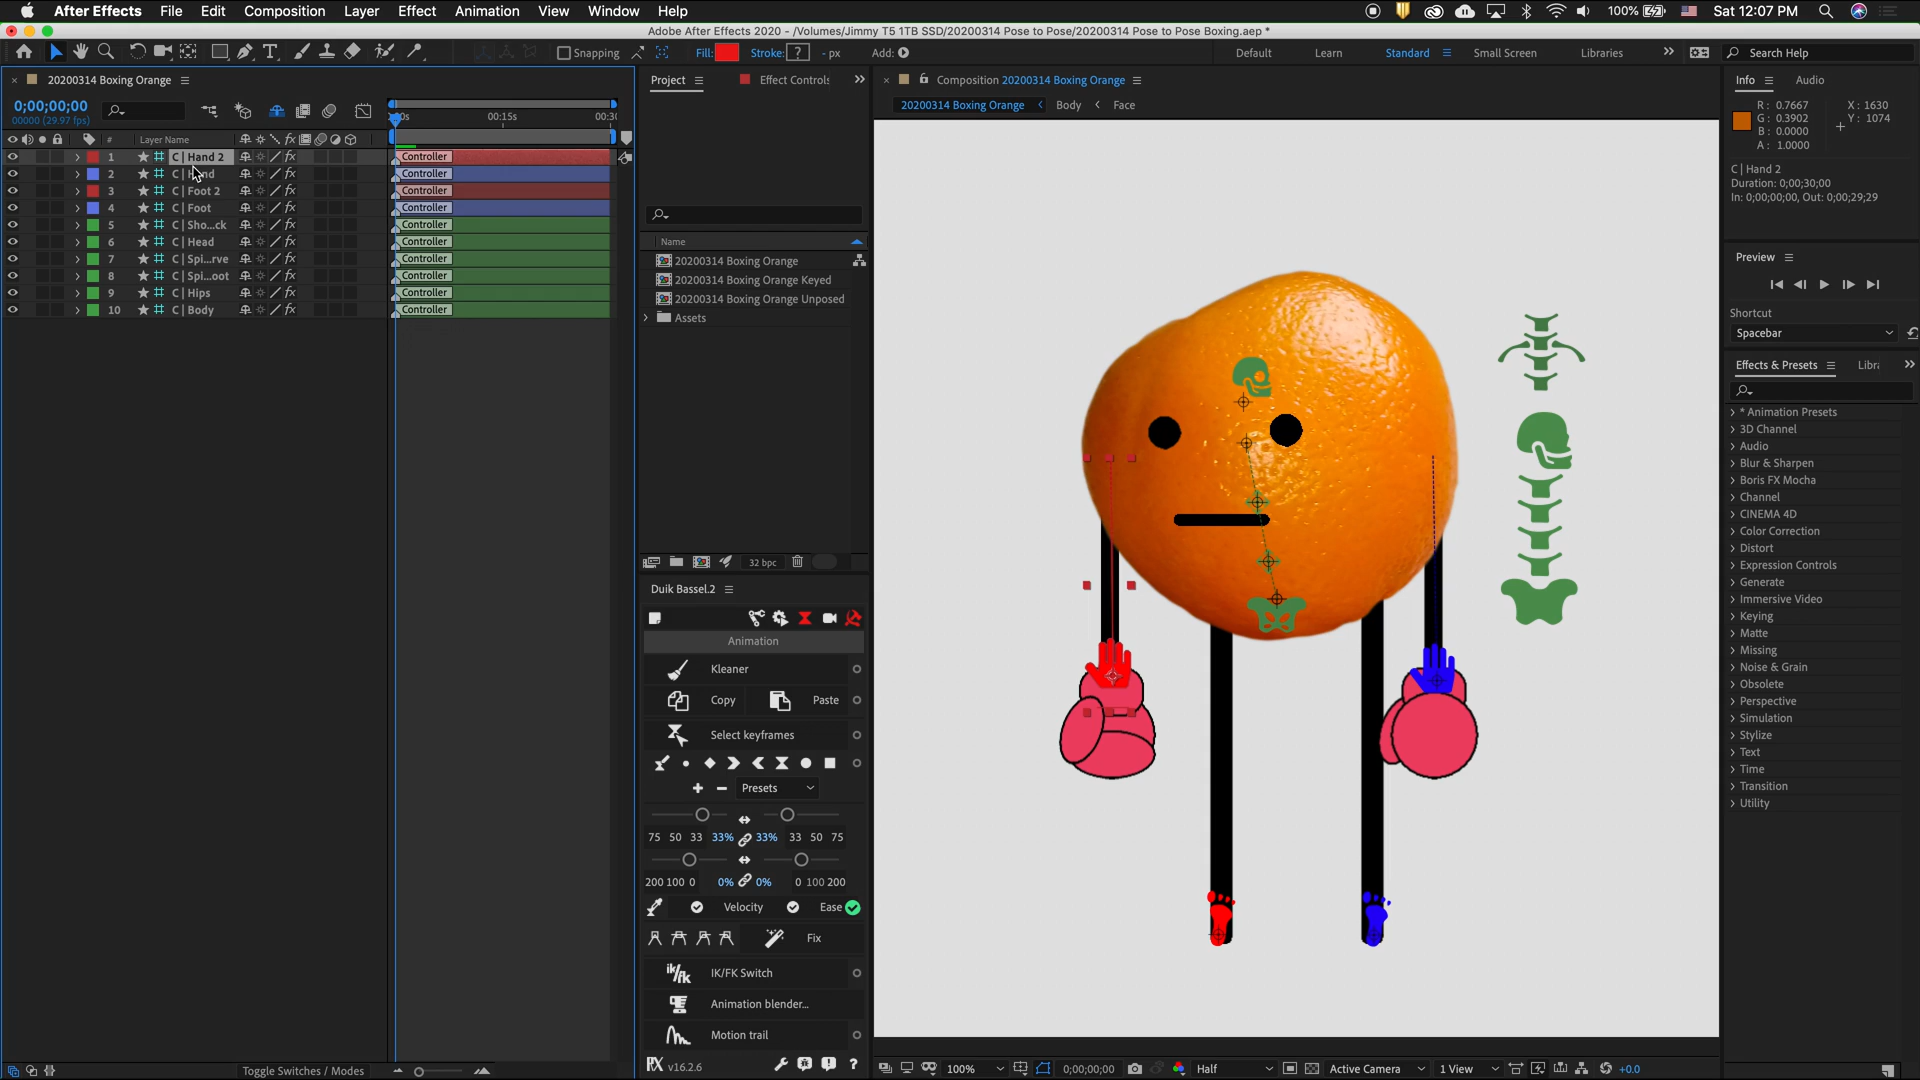 After Effects File Edit Composition Layer Effect Animation View Window Help 100% Sat 12:07 PM
Adobe After Effects 2020 - /Volumes/Jimmy T5 1TB SSD/20200314 Pose to Pose/20200314 Pose to Pose Boxing.aep *
Snapping Fill: Stroke: ? - px Add: Default Learn Standard Small Screen Libraries Search Help
20200314 Boxing Orange
0;00;00;00
00000 (29.97 fps)
00:15s
# Layer Name
1 C | Hand 2 Controller
2 Controller
3 C | Foot 2 Controller
4 C | Foot Controller
5 C | Sho...ck Controller
6 C | Head Controller
7 C | Spi...rve Controller
8 C | Spi...oot Controller
9 C | Hips Controller
10 C | Body Controller
Toggle Switches / Modes
Project Effect Controls
Name
20200314 Boxing Orange
20200314 Boxing Orange Keyed
20200314 Boxing Orange Unposed
Assets
32 bpc
Duik Bassel.2
Animation
Kleaner
Copy Paste
Select keyframes
Presets
75 50 33 33% 33% 33 50 75
200 100 0 0% 0% 0 100 200
Velocity Ease
Fix
IK/FK Switch
Animation blender...
Motion trail
v16.2.6 ?
Composition 20200314 Boxing Orange
20200314 Boxing Orange Body Face
100% 0;00;00;00 Half Active Camera 1 View +0.0
Info Audio
R: 0.7667 X: 1630
G: 0.3902 Y: 1074
B: 0.0000
A: 1.0000
C | Hand 2
Duration: 0;00;30;00
In: 0;00;00;00, Out: 0;00;29;29
Preview
Shortcut
Spacebar
Effects & Presets Libr
* Animation Presets
3D Channel
Audio
Blur & Sharpen
Boris FX Mocha
Channel
CINEMA 4D
Color Correction
Distort
Expression Controls
Generate
Immersive Video
Keying
Matte
Missing
Noise & Grain
Obsolete
Perspective
Simulation
Stylize
Text
Time
Transition
Utility